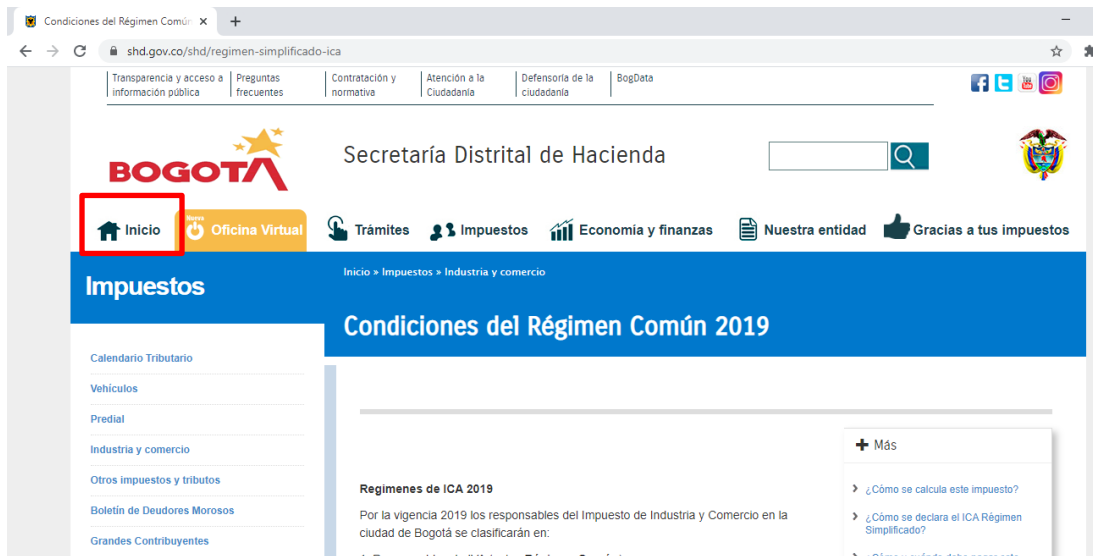 Condiciones del Régimen Común
shd.gov.co/shd/regimen-simplificado-ica
Transparencia y acceso a
información pública
Preguntas
frecuentes
Contratación y
normativa
Atención a la
Ciudadanía
Defensoría de la
ciudadanía
BogData
BOGOTÁ
Secretaría Distrital de Hacienda
Inicio
Nuevo
Oficina Virtual
Trámites
Impuestos
Economia y finanzas
Nuestra entidad
Gracias a tus impuestos
Impuestos
Inicio » Impuestos » Industria y comercio
Condiciones del Régimen Común 2019
Calendario Tributario
Vehículos
Predial
Industria y comercio
Otros impuestos y tributos
Boletín de Deudores Morosos
Grandes Contribuyentes
Regimenes de ICA 2019
Por la vigencia 2019 los responsables del Impuesto de Industria y Comercio en la
ciudad de Bogotá se clasificarán en:
Más
¿Cómo se calcula este impuesto?
¿Cómo se declara el ICA Régimen
Simplificado?